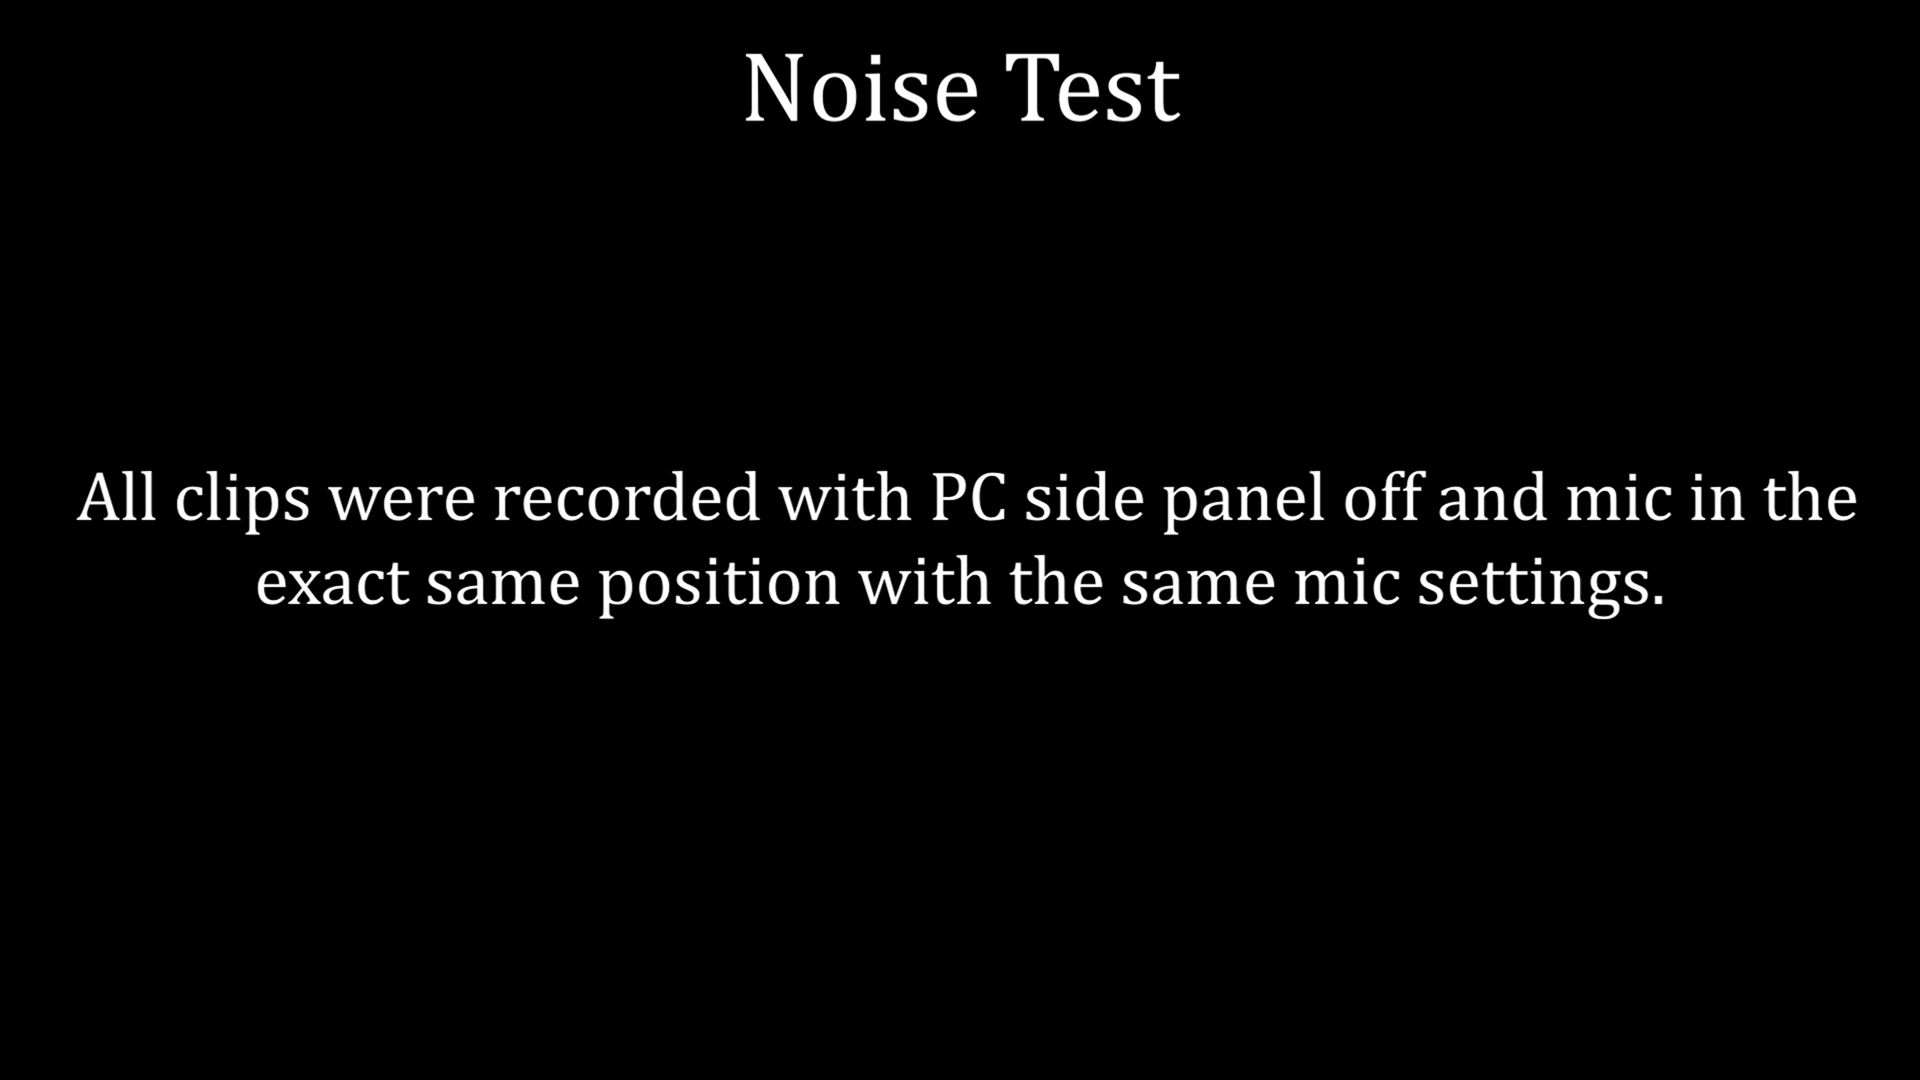 Noise Test
All clips were recorded with PC side panel off and mic in the
exact same position with the same mic settings.